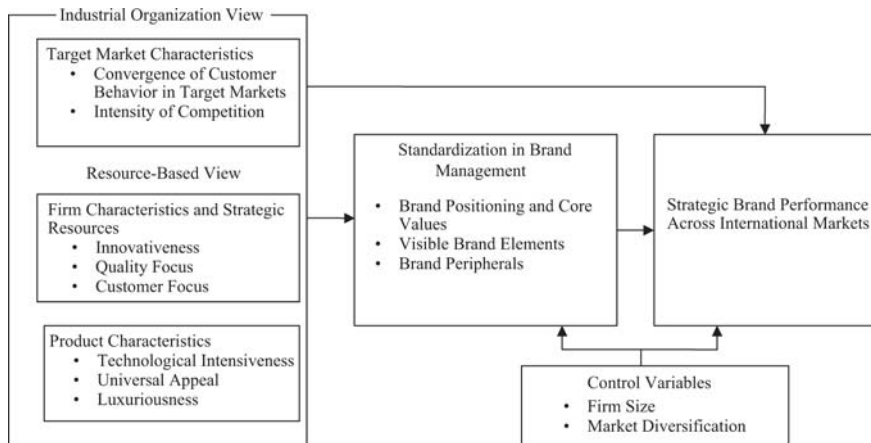 Industrial Organization View
Target Market Characteristics
• Convergence of Customer
Behavior in Target Markets
• Intensity of Competition
Resource-Based View
Firm Characteristics and Strategic
Resources
• Innovativeness
• Quality Focus
• Customer Focus
Product Characteristics
• Technological Intensiveness
• Universal Appeal
• Luxuriousness
Standardization in Brand
Management
• Brand Positioning and Core
Values
• Visible Brand Elements
• Brand Peripherals
Strategic Brand Performance
Across International Markets
Control Variables
• Firm Size
• Market Diversification